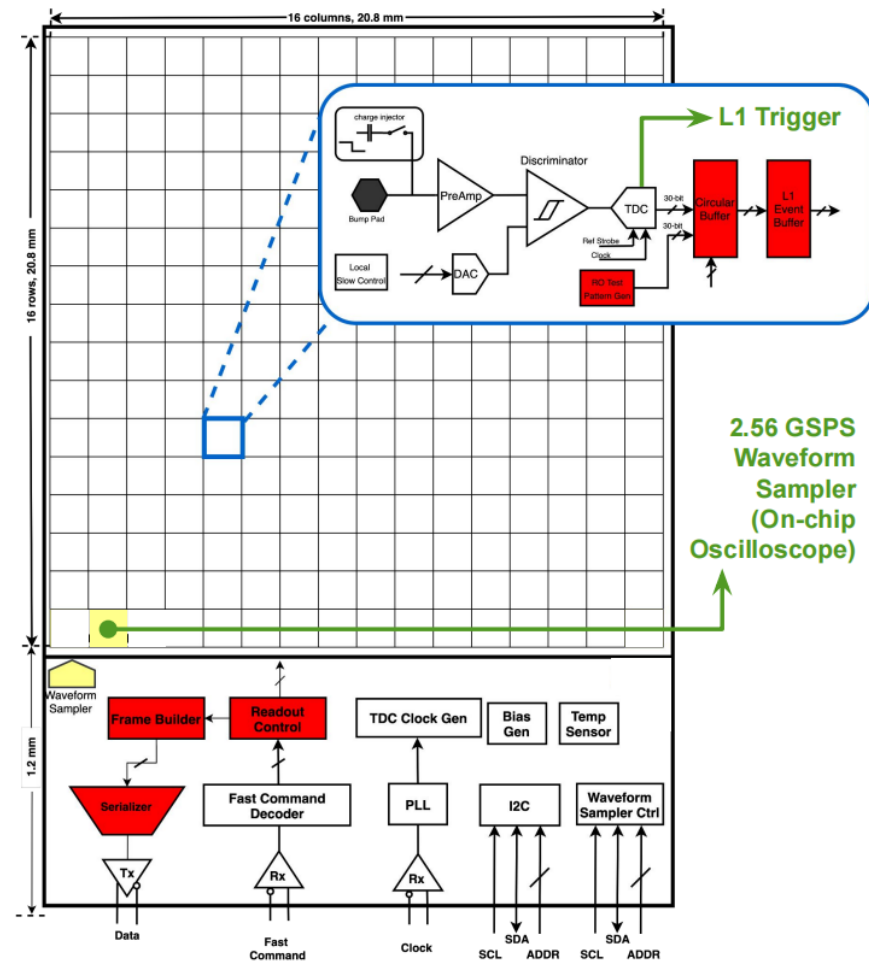 16 columns, 20.8 mm
16 rows, 20.8 mm
charge injector
Bump Pad
PreAmp
Discriminator
L1 Trigger
TDC
30-bit
30-bit
Ref Strobe
Clock
Circular
Buffer
L1
Event
Buffer
Local
Slow Control
DAC
RO Test
Pattern Gen
2.56 GSPS
Waveform
Sampler
(On-chip
Oscilloscope)
1.2 mm
Waveform
Sampler
Frame Builder
Readout
Control
TDC Clock Gen
Bias
Gen
Temp
Sensor
Serializer
Fast Command
Decoder
PLL
I2C
Waveform
Sampler Ctrl
Tx
Rx
Rx
Data
Fast
Command
Clock
SCL
SDA
ADDR
SCL
SDA
ADDR